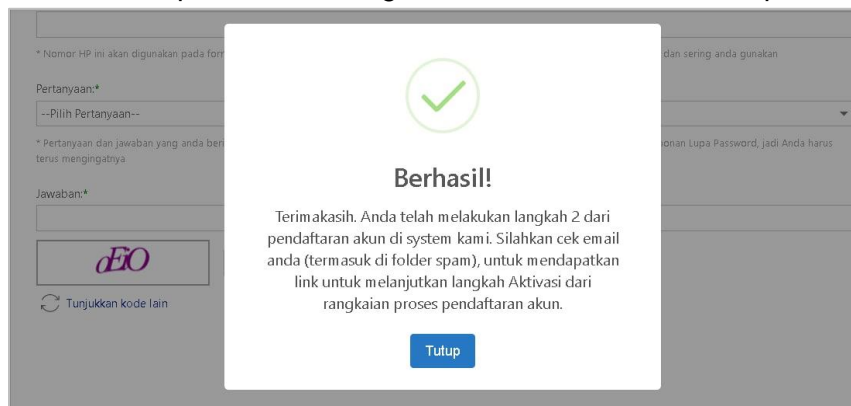 * Nomor HP ini akan digunakan pada for
dan sering anda gunakan
Pertanyaan:*
--Pilih Pertanyaan--
* Pertanyaan dan jawaban yang anda beri
onan Lupa Password, jadi Anda harus
terus mengingatnya
Jawaban:*
Tunjukkan kode lain
Berhasil!
Terimakasih. Anda telah melakukan langkah 2 dari
pendaftaran akun di system kami. Silahkan cek email
anda (termasuk di folder spam), untuk mendapatkan
link untuk melanjutkan langkah Aktivasi dari
rangkaian proses pendaftaran akun.
Tutup